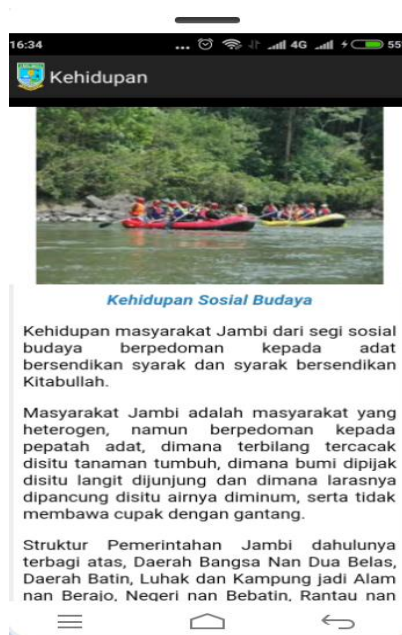 16:34
... 4G 55
Kehidupan
Kehidupan Sosial Budaya
Kehidupan masyarakat Jambi dari segi sosial
budaya berpedoman kepada adat
bersendikan syarak dan syarak bersendikan
Kitabullah.
Masyarakat Jambi adalah masyarakat yang
heterogen, namun berpedoman kepada
pepatah adat, dimana terbilang tercacak
disitu tanaman tumbuh, dimana bumi dipijak
disitu langit dijunjung dan dimana larasnya
dipancung disitu airnya diminum, serta tidak
membawa cupak dengan gantang.
Struktur Pemerintahan Jambi dahulunya
terbagi atas, Daerah Bangsa Nan Dua Belas,
Daerah Batin, Luhak dan Kampung jadi Alam
nan Berajo, Negeri nan Bebatin, Rantau nan